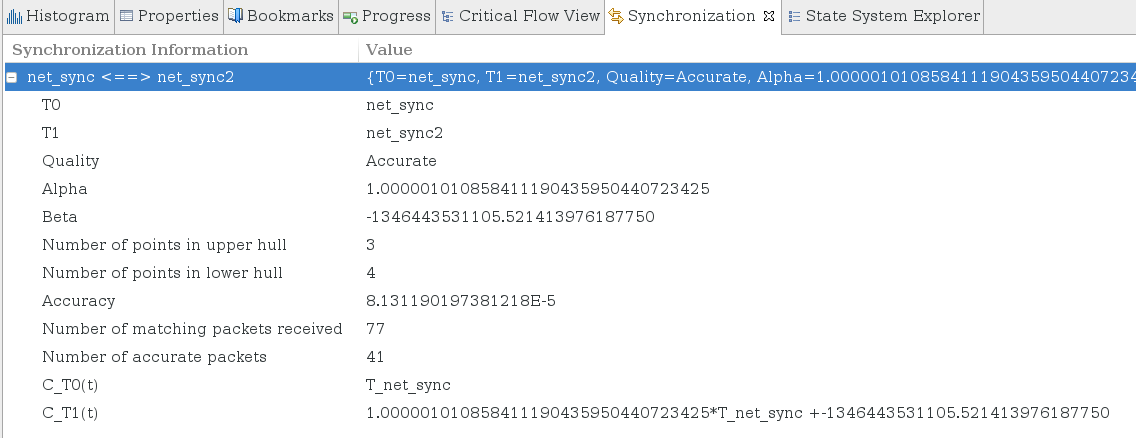 Histogram Properties Bookmarks Progress Critical Flow View Synchronization State System Explorer
Synchronization Information Value
net_sync <==> net_sync2 {T0=net_sync, T1=net_sync2, Quality=Accurate, Alpha=1.0000010108584111904359504407234
T0 net_sync
T1 net_sync2
Quality Accurate
Alpha 1.000001010858411190435950440723425
Beta -1346443531105.521413976187750
Number of points in upper hull 3
Number of points in lower hull 4
Accuracy 8.131190197381218E-5
Number of matching packets received 77
Number of accurate packets 41
C_T0(t) T_net_sync
C_T1(t) 1.000001010858411190435950440723425*T_net_sync +-1346443531105.521413976187750